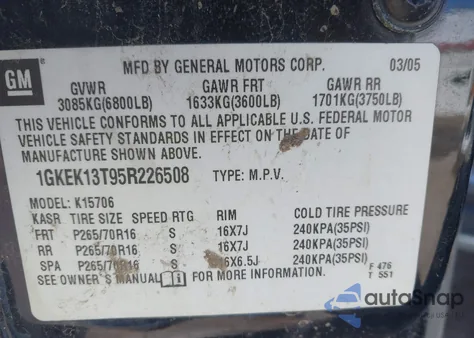 GM
MFD BY GENERAL MOTORS CORP. 03/05
GVWR GAWR FRT GAWR RR
3085KG(6800LB) 1633KG(3600LB) 1701KG(3750LB)
THIS VEHICLE CONFORMS TO ALL APPLICABLE U.S. FEDERAL MOTOR
VEHICLE SAFETY STANDARDS IN EFFECT ON THE DATE OF
MANUFACTURE SHOWN ABOVE.
1GKEK13T95R226508 TYPE: M.P.V.
MODEL: K15706
KASR TIRE SIZE SPEED RTG RIM COLD TIRE PRESSURE
FRT P265/70R16 S 16X7J 240KPA(35PSI)
RR P265/70R16 S 16X7J 240KPA(35PSI)
SPA P265/70R16 S 16X6.5J 240KPA(35PSI)
SEE OWNER'S MANUAL FOR MORE INFORMATION. F 476
T 551
autoSnap